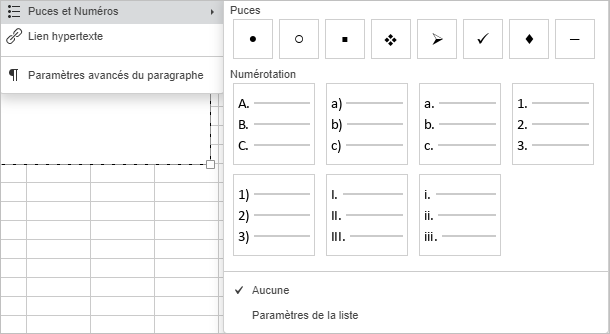 Puces et Numéros
Lien hypertexte
Paramètres avancés du paragraphe
Puces
Numérotation
A. a) a. 1.
B. b) b. 2.
C. c) c. 3.
1) I. i.
2) II. ii.
3) III. iii.
Aucune
Paramètres de la liste